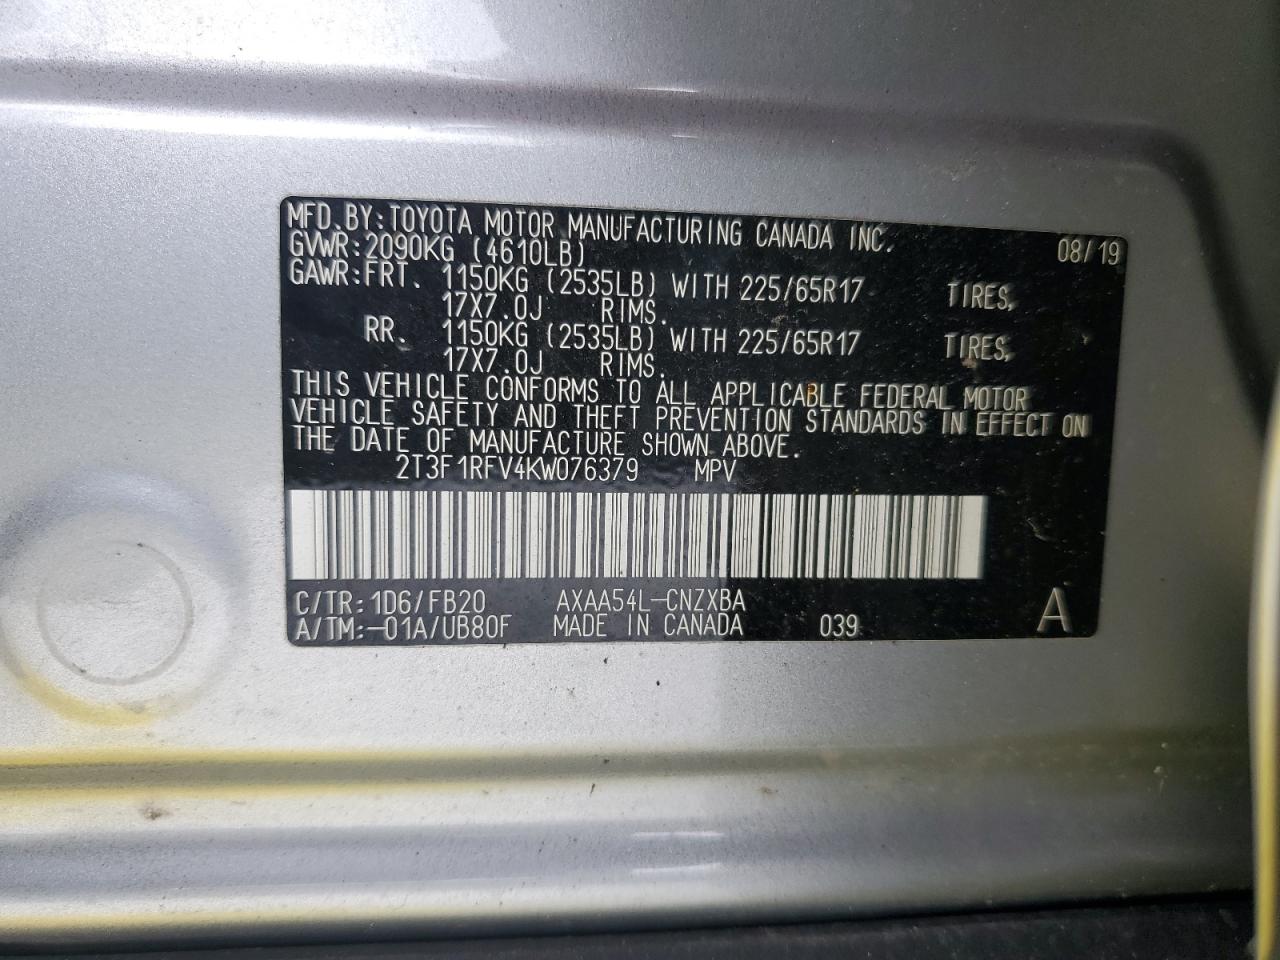 MFD.BY:TOYOTA MOTOR MANUFACTURING CANADA INC. 08/19
GVWR:2090KG (4610LB)
GAWR:FRT. 1150KG (2535LB) WITH 225/65R17 TIRES,
17X7.0J RIMS.
RR. 1150KG (2535LB) WITH 225/65R17 TIRES,
17X7.0J RIMS.
THIS VEHICLE CONFORMS TO ALL APPLICABLE FEDERAL MOTOR
VEHICLE SAFETY AND THEFT PREVENTION STANDARDS IN EFFECT ON
THE DATE OF MANUFACTURE SHOWN ABOVE.
2T3F1RFV4KW076379 MPV
C/TR:1D6/FB20 AXAA54L-CNZXBA A
A/TM:-01A/UB80F MADE IN CANADA 039